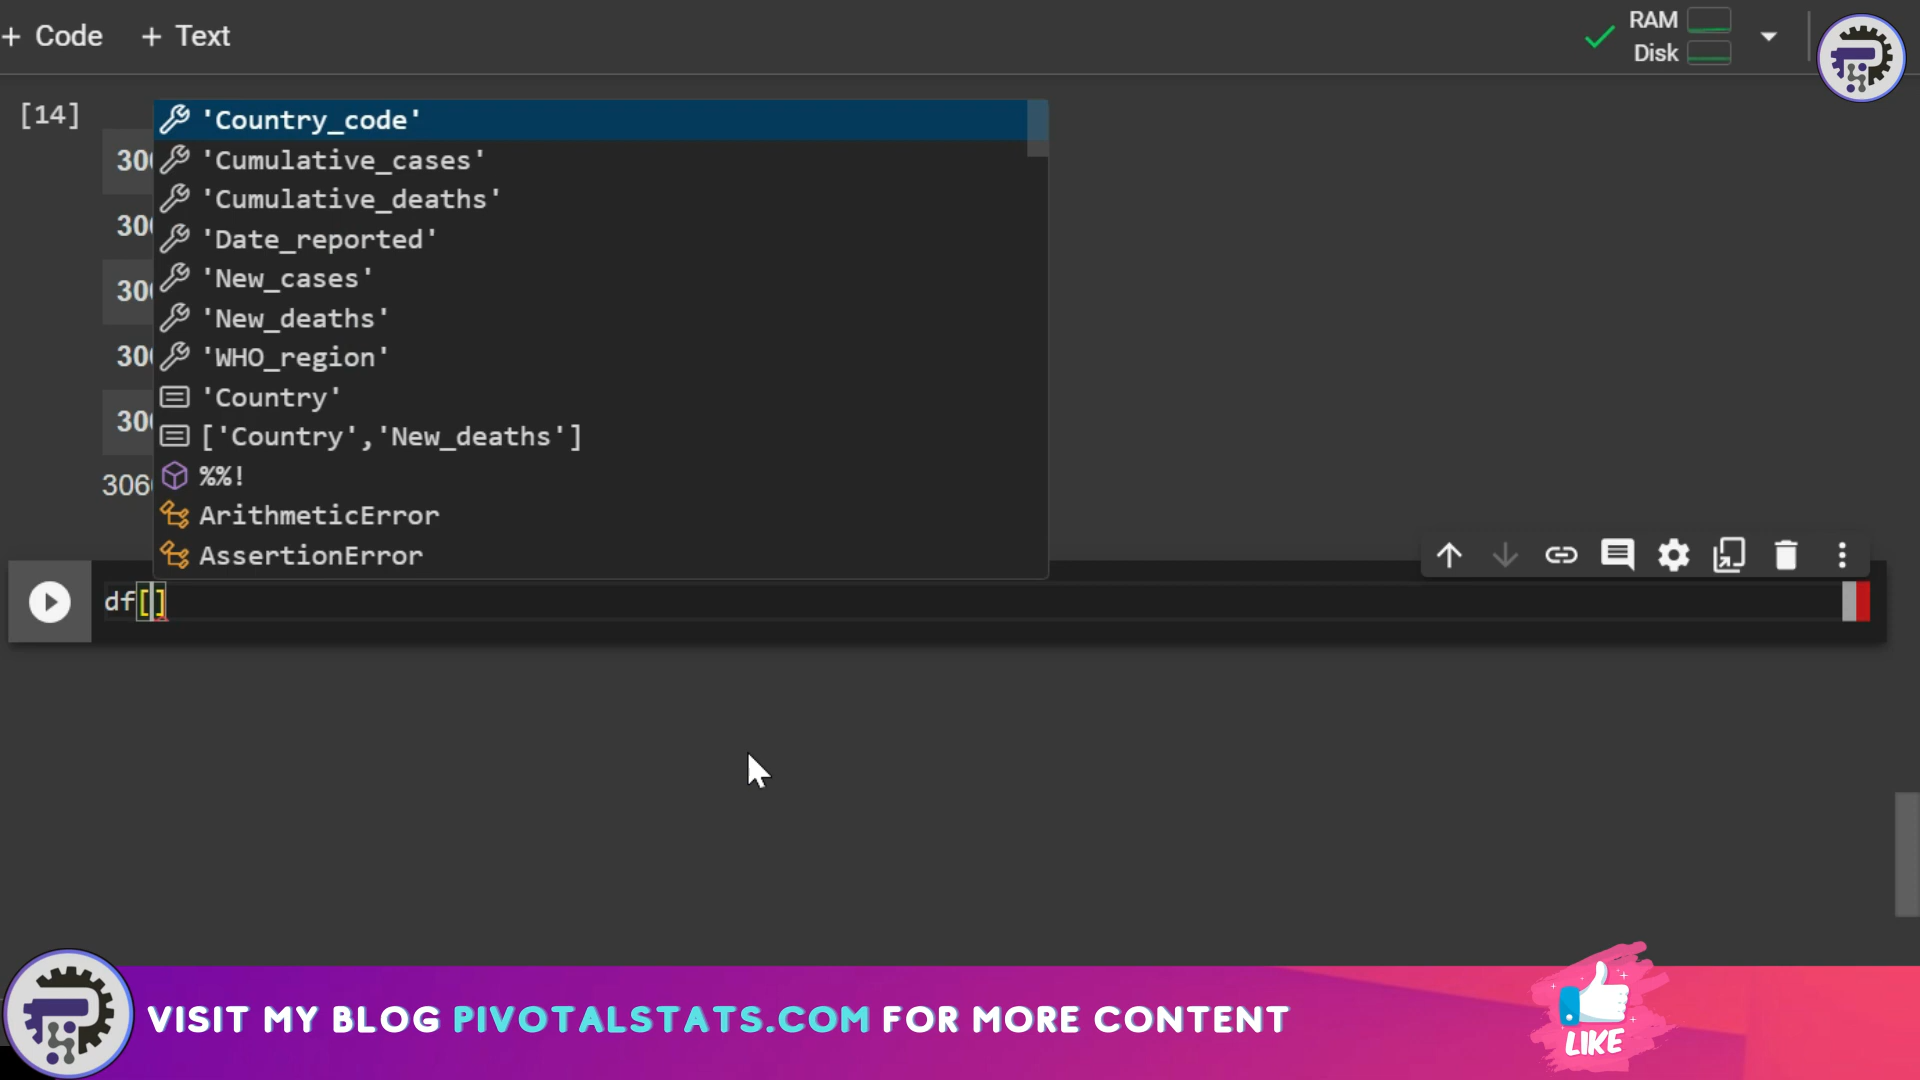 + Code + Text
RAM
Disk
[14]
'Country_code'
'Cumulative_cases'
'Cumulative_deaths'
'Date_reported'
'New_cases'
'New_deaths'
'WHO_region'
'Country'
['Country','New_deaths']
%%!
ArithmeticError
AssertionError
df[]
VISIT MY BLOG PIVOTALSTATS.COM FOR MORE CONTENT
LIKE